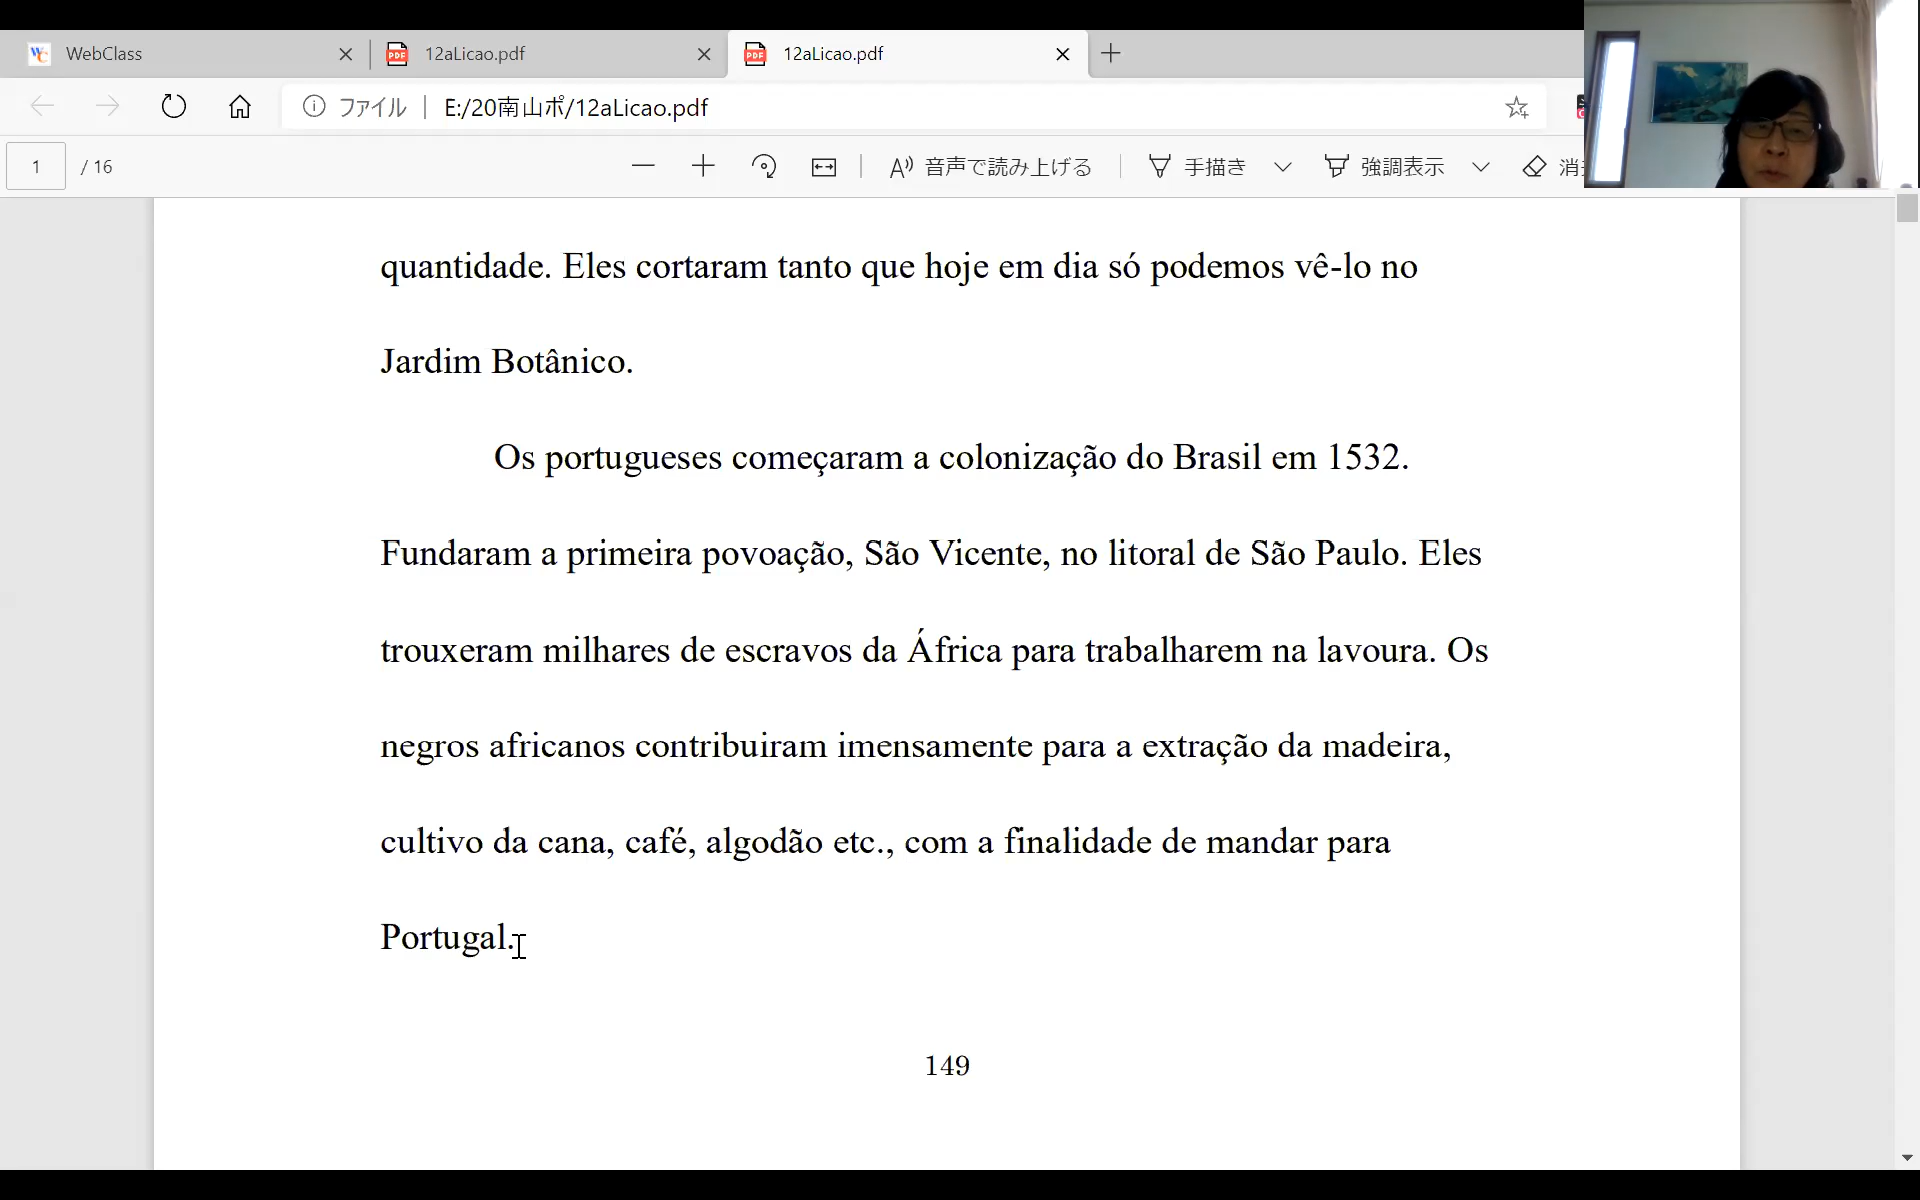 WebClass
12aLicao.pdf
12aLicao.pdf
ファイル E:/20南山ポ/12aLicao.pdf
1 / 16 音声で読み上げる 手描き 強調表示 消
quantidade. Eles cortaram tanto que hoje em dia só podemos vê-lo no
Jardim Botânico.
Os portugueses começaram a colonização do Brasil em 1532.
Fundaram a primeira povoação, São Vicente, no litoral de São Paulo. Eles
trouxeram milhares de escravos da África para trabalharem na lavoura. Os
negros africanos contribuiram imensamente para a extração da madeira,
cultivo da cana, café, algodão etc., com a finalidade de mandar para
Portugal.
149